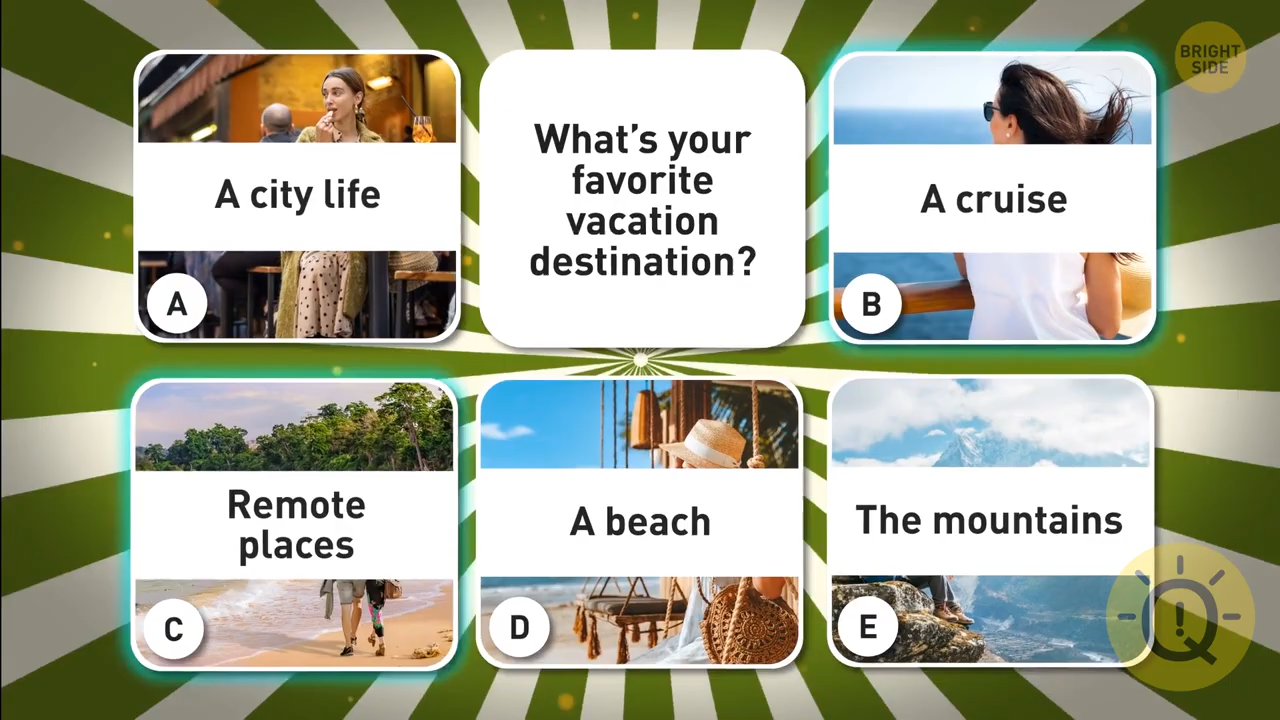 A city life
A
What's your
favorite
vacation
destination?
A cruise
B
BRIGHT
SIDE
Remote
places
C
A beach
D
The mountains
E
Q!